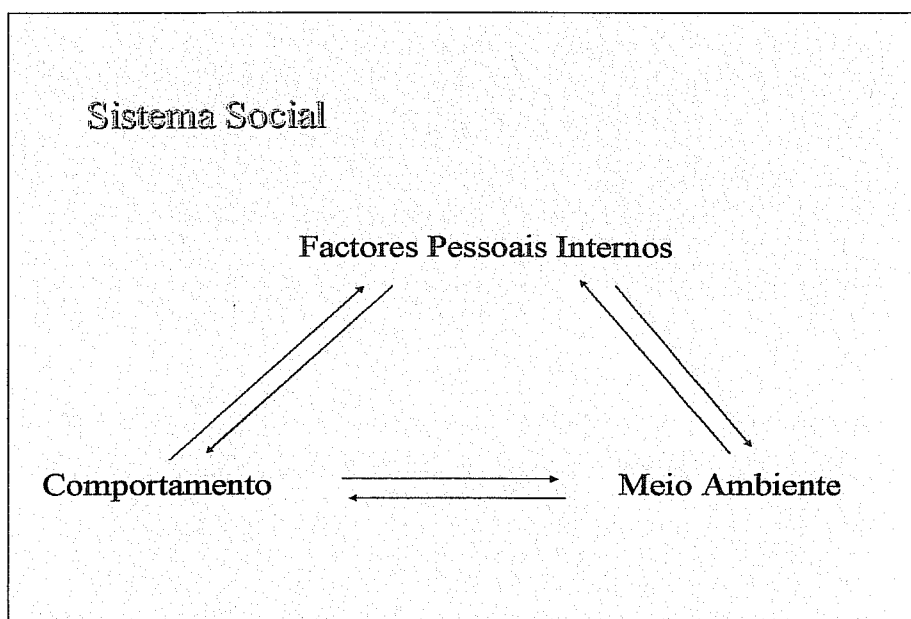 Sistema Social
Factores Pessoais Internos
Comportamento Meio Ambiente